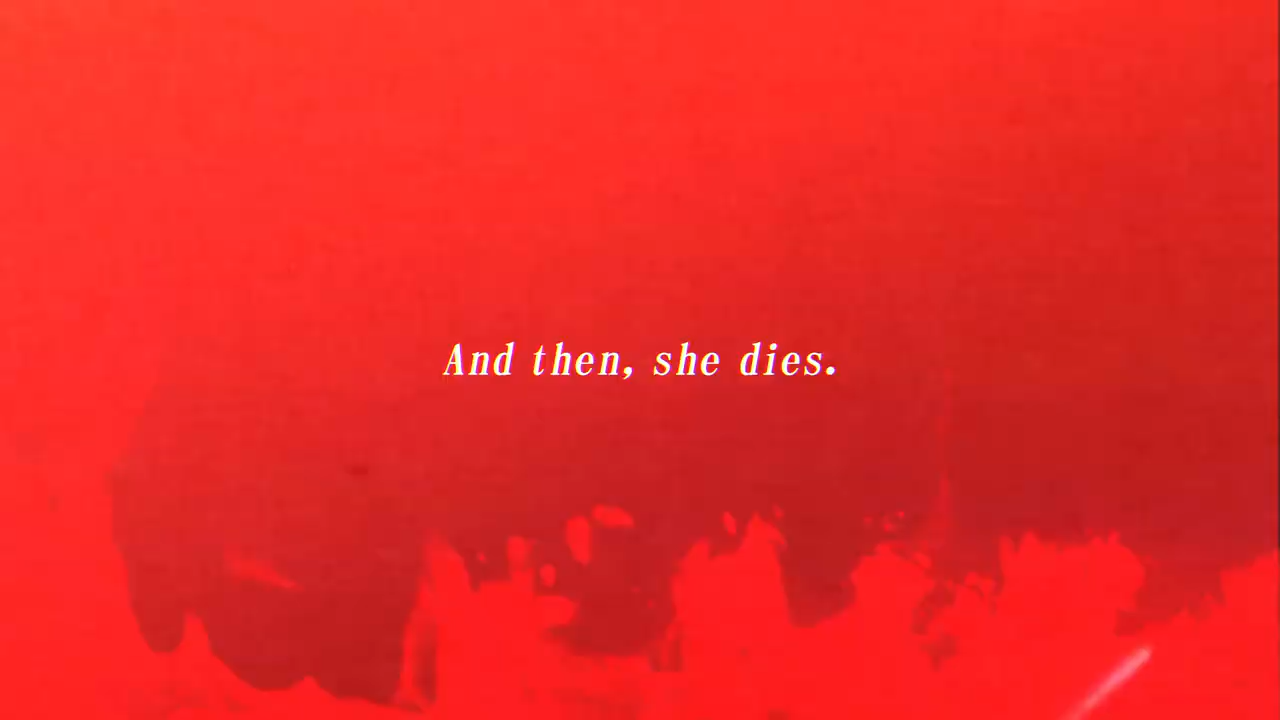 And then, she dies.